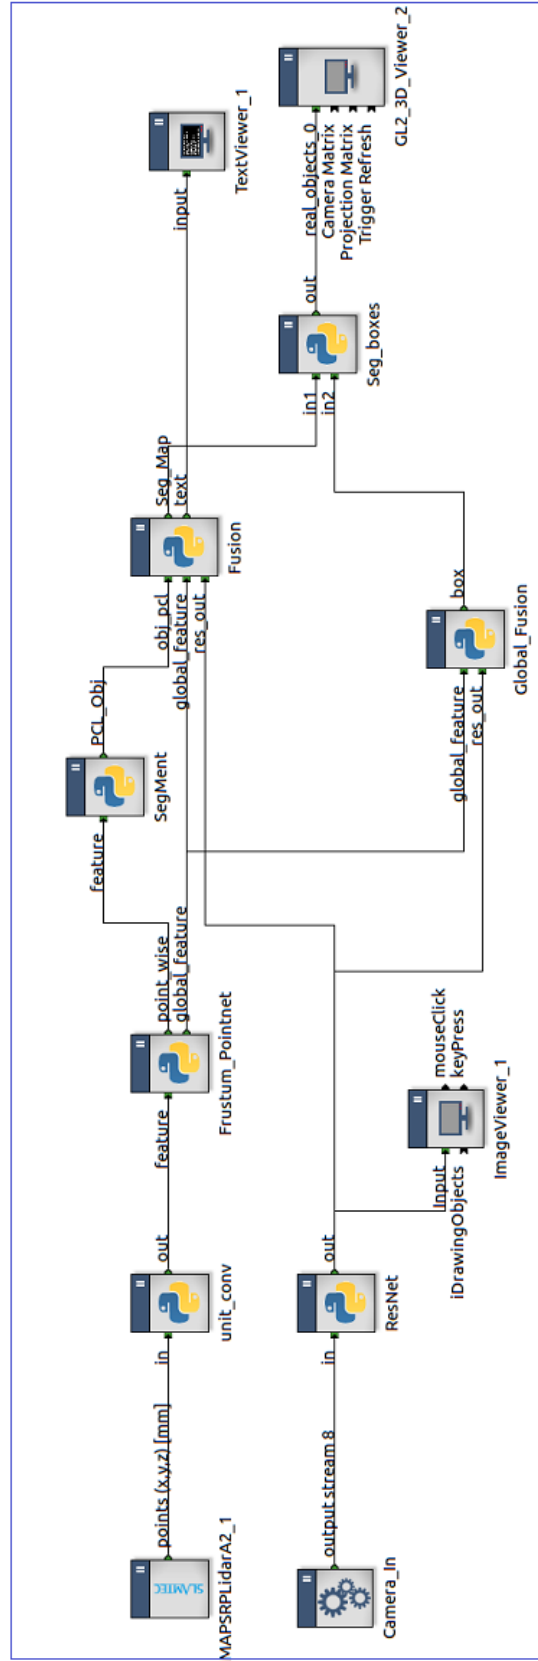 MAPSRPLidarA2_1
SLAMTEC
points (x,y,z) [mm]
in
unit_conv
out
feature
Frustum_Pointnet
point_wise
global_feature
feature
SegMent
PCL_Obj
obj_pcl
global_feature
res_out
Fusion
Seg_Map
text
input
TextViewer_1
Camera_In
output stream 8
in
ResNet
out
Input
iDrawingObjects
ImageViewer_1
mouseClick
keyPress
global_feature
res_out
Global_Fusion
box
in1
in2
Seg_boxes
out
real_objects_0
Camera Matrix
Projection Matrix
Trigger Refresh
GL2_3D_Viewer_2